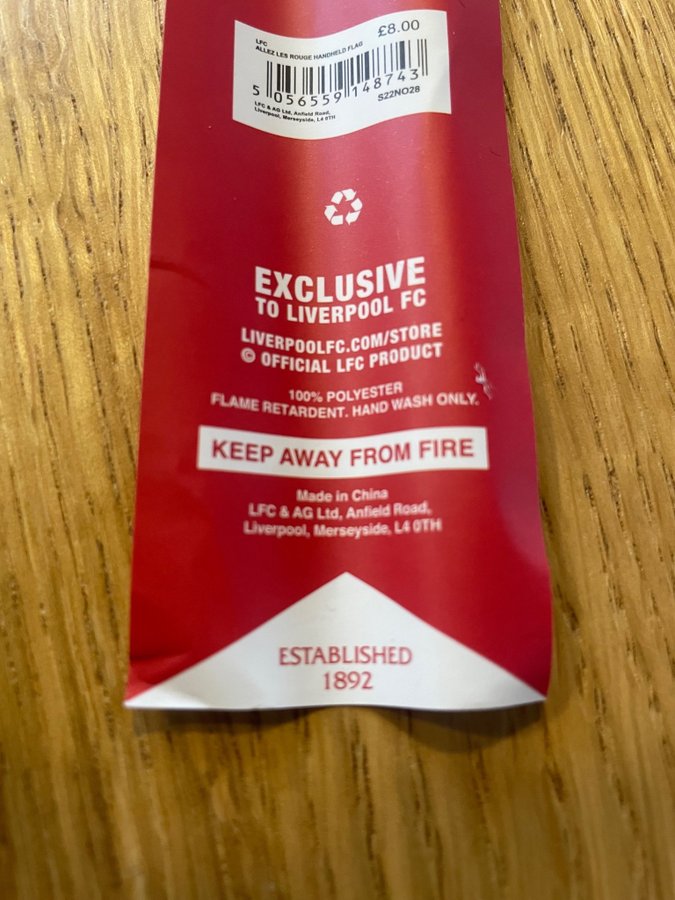 LFC
£8.00
ALLEZ LES ROUGE HANDHELD FLAG
5 056559 148743
LFC & AG Ltd, Anfield Road,
Liverpool, Merseyside, L4 0TH
S22NO28
EXCLUSIVE
TO LIVERPOOL FC
LIVERPOOLFC.COM/STORE
© OFFICIAL LFC PRODUCT
100% POLYESTER
FLAME RETARDENT. HAND WASH ONLY.
KEEP AWAY FROM FIRE
Made in China
LFC & AG Ltd, Anfield Road,
Liverpool, Merseyside, L4 0TH
ESTABLISHED
1892